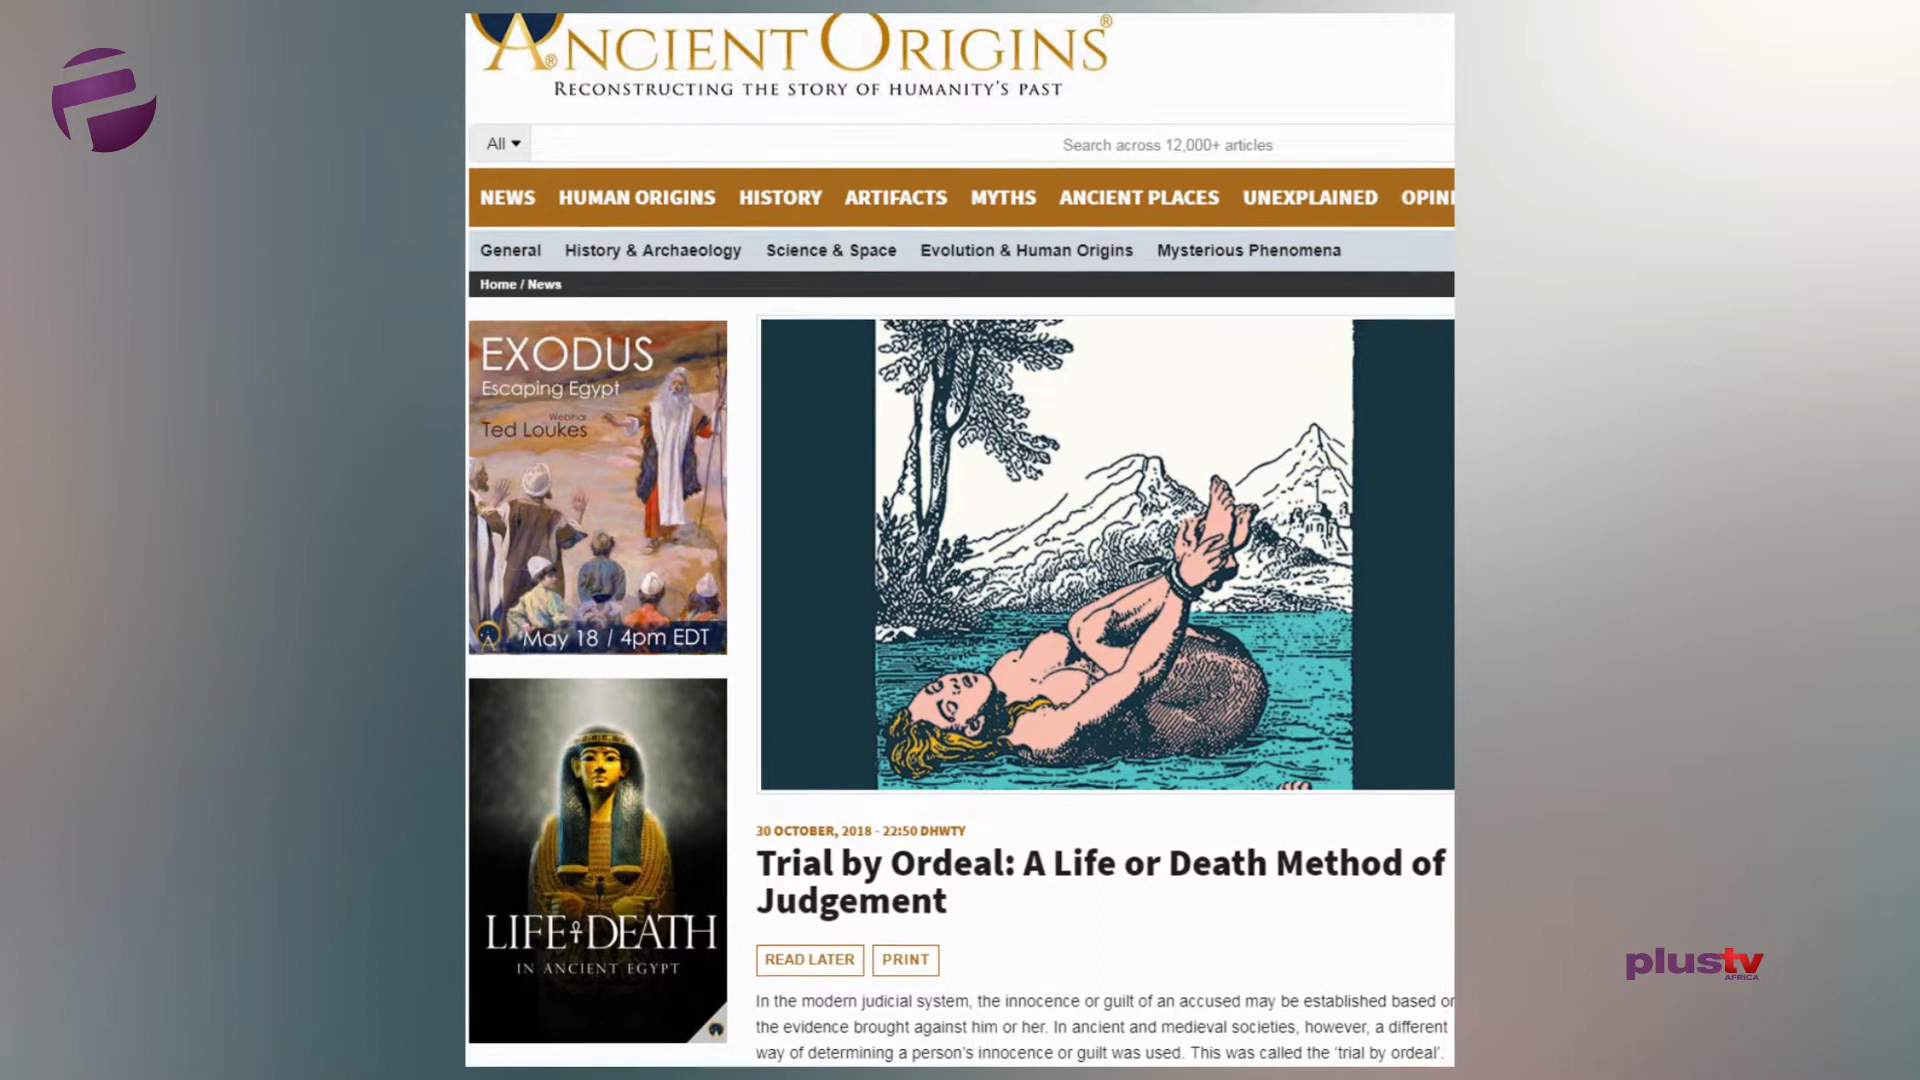 ANCIENT ORIGINS®
RECONSTRUCTING THE STORY OF HUMANITY'S PAST
All
Search across 12,000+ articles
NEWS HUMAN ORIGINS HISTORY ARTIFACTS MYTHS ANCIENT PLACES UNEXPLAINED OPINI
General History & Archaeology Science & Space Evolution & Human Origins Mysterious Phenomena
Home / News
EXODUS
Escaping Egypt
Webinar
Ted Loukes
May 18 / 4pm EDT
LIFE DEATH
IN ANCIENT EGYPT
30 OCTOBER, 2018 - 22:50 DHWTY
Trial by Ordeal: A Life or Death Method of
Judgement
READ LATER PRINT
In the modern judicial system, the innocence or guilt of an accused may be established based on
the evidence brought against him or her. In ancient and medieval societies, however, a different
way of determining a person's innocence or guilt was used. This was called the 'trial by ordeal'.
plustv
AFRICA